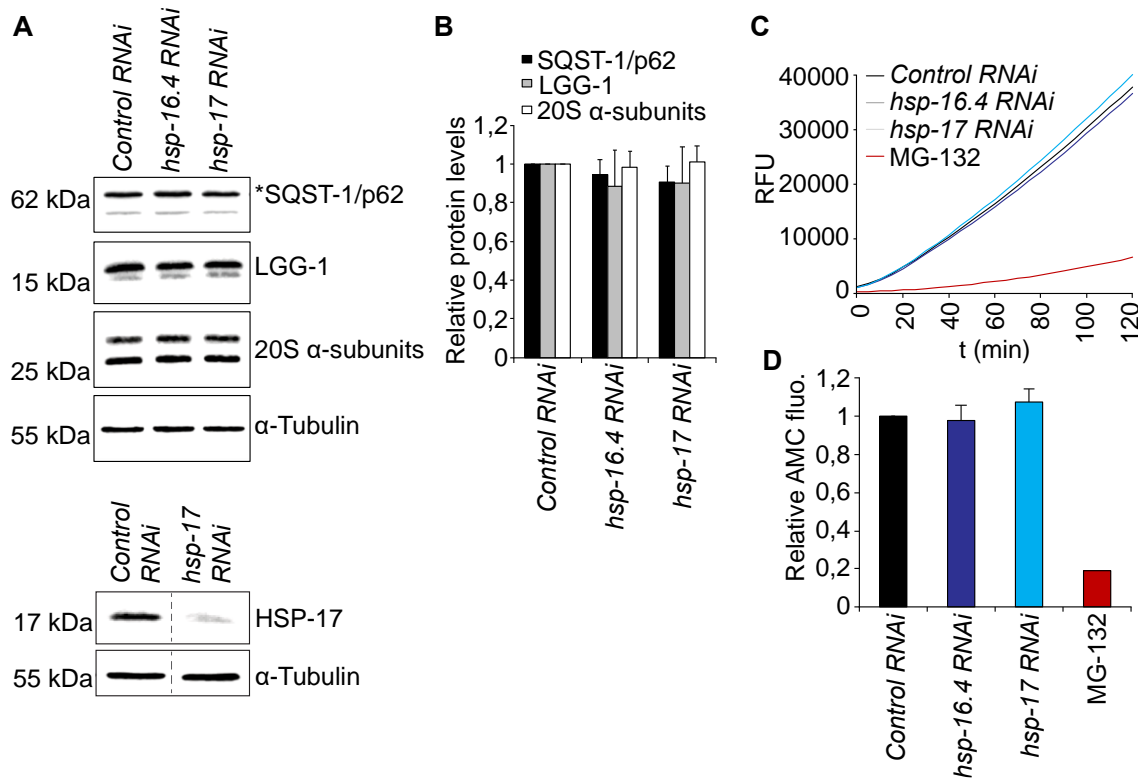 A
Control RNAi
hsp-16.4 RNAi
hsp-17 RNAi
62 kDa
*SQST-1/p62
15 kDa
LGG-1
25 kDa
20S α-subunits
55 kDa
α-Tubulin
Control
RNAi
hsp-17
RNAi
17 kDa
HSP-17
55 kDa
α-Tubulin
B
SQST-1/p62
LGG-1
20S α-subunits
Relative protein levels
1,2
1
0,8
0,6
0,4
0,2
0
Control RNAi
hsp-16.4 RNAi
hsp-17 RNAi
C
Control RNAi
hsp-16.4 RNAi
hsp-17 RNAi
MG-132
RFU
40000
30000
20000
10000
0
0
20
40
60
80
100
120
t (min)
D
Relative AMC fluo.
1,2
1
0,8
0,6
0,4
0,2
0
Control RNAi
hsp-16.4 RNAi
hsp-17 RNAi
MG-132